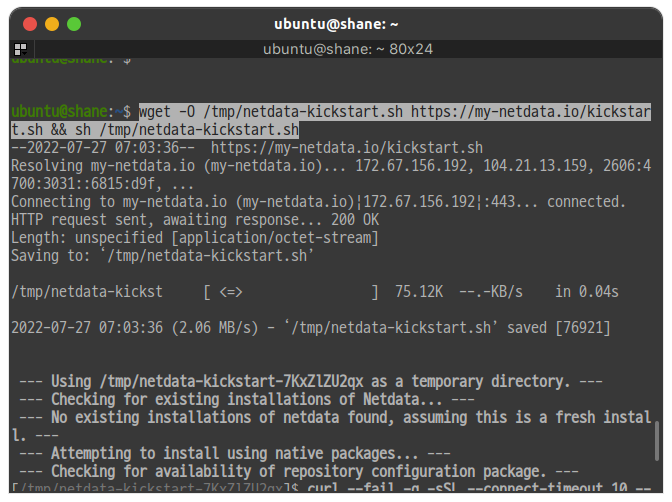 ubuntu@shane: ~
ubuntu@shane: ~ 80x24
ubuntu@shane: $
ubuntu@shane:~$ wget -O /tmp/netdata-kickstart.sh https://my-netdata.io/kickstar
t.sh && sh /tmp/netdata-kickstart.sh
--2022-07-27 07:03:36--  https://my-netdata.io/kickstart.sh
Resolving my-netdata.io (my-netdata.io)... 172.67.156.192, 104.21.13.159, 2606:4
700:3031::6815:d9f, ...
Connecting to my-netdata.io (my-netdata.io)|172.67.156.192|:443... connected.
HTTP request sent, awaiting response... 200 OK
Length: unspecified [application/octet-stream]
Saving to: ‘/tmp/netdata-kickstart.sh’
/tmp/netdata-kickst     [ <=>                ]  75.12K  --.-KB/s    in 0.04s
2022-07-27 07:03:36 (2.06 MB/s) - ‘/tmp/netdata-kickstart.sh’ saved [76921]
--- Using /tmp/netdata-kickstart-7KxZlZU2qx as a temporary directory. ---
--- Checking for existing installations of Netdata... ---
--- No existing installations of netdata found, assuming this is a fresh instal
l. ---
--- Attempting to install using native packages... ---
--- Checking for availability of repository configuration package. ---
[/tmp/netdata-kickstart-7KxZlZU2qx]$ curl --fail -q -sSL --connect-timeout 10 --